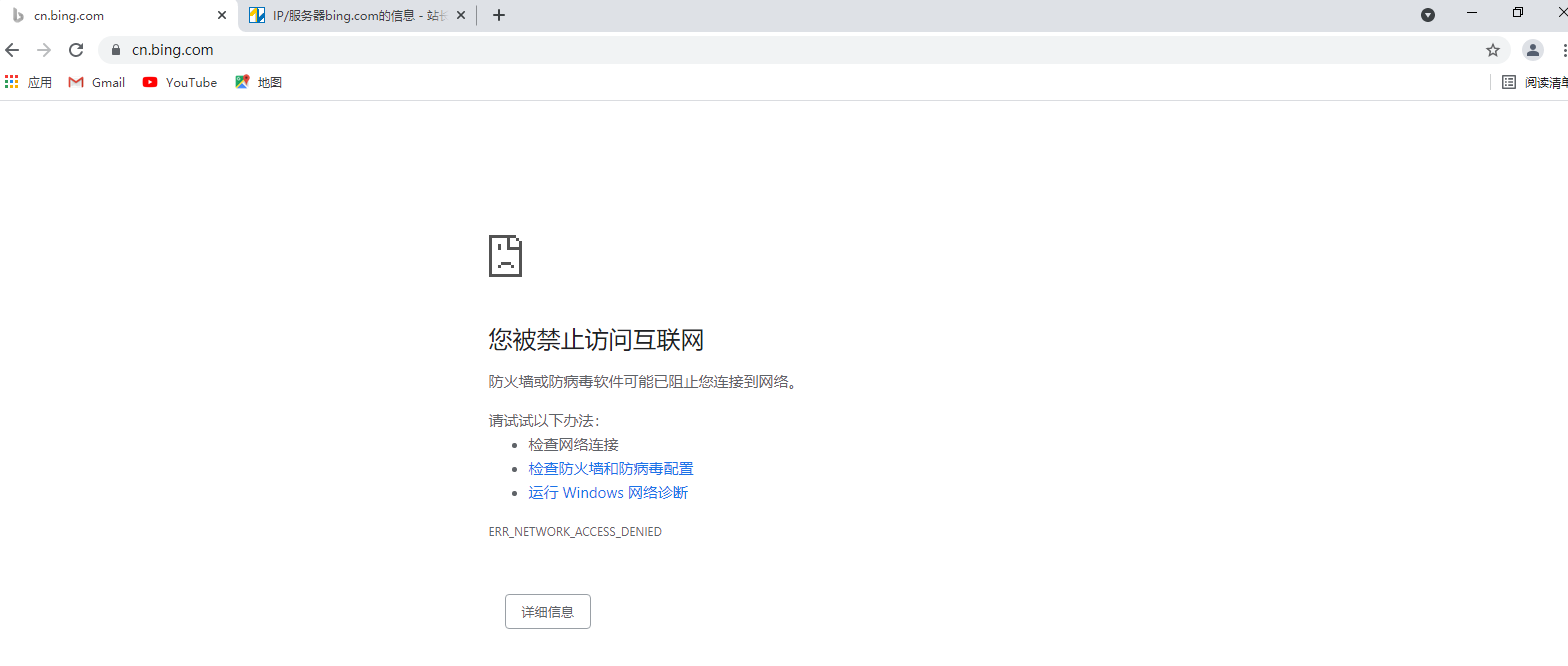 cn.bing.com
IP/服务器bing.com的信息 - 站长
cn.bing.com
应用 Gmail YouTube 地图 阅读清单
您被禁止访问互联网
防火墙或防病毒软件可能已阻止您连接到网络。
请试试以下办法：
检查网络连接
检查防火墙和防病毒配置
运行 Windows 网络诊断
ERR_NETWORK_ACCESS_DENIED
详细信息